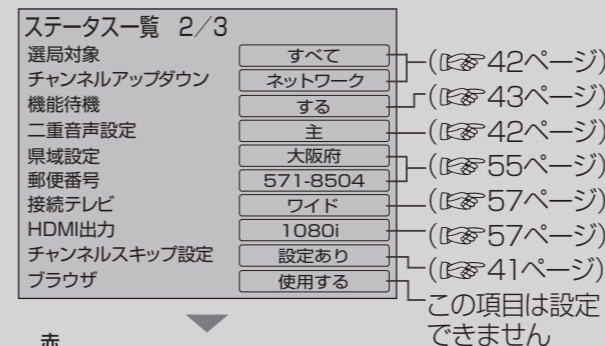 ステータス一覧 2／3
選局対象 すべて
チャンネルアップダウン ネットワーク (☞42ページ)
機能待機 する (☞43ページ)
二重音声設定 主 (☞42ページ)
県域設定 大阪府
郵便番号 571-8504 (☞55ページ)
接続テレビ ワイド (☞57ページ)
HDMI出力 1080i (☞57ページ)
チャンネルスキップ設定 設定あり (☞41ページ)
ブラウザ 使用する
この項目は設定
できません
赤